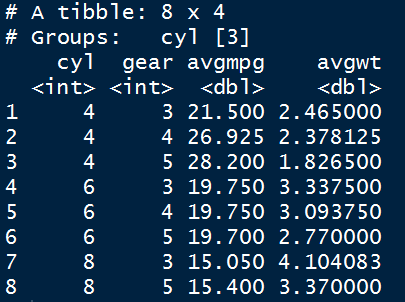 # A tibble: 8 x 4
# Groups:   cyl [3]
    cyl  gear avgmpg    avgwt
  <int> <int>  <dbl>    <dbl>
1     4     3 21.500 2.465000
2     4     4 26.925 2.378125
3     4     5 28.200 1.826500
4     6     3 19.750 3.337500
5     6     4 19.750 3.093750
6     6     5 19.700 2.770000
7     8     3 15.050 4.104083
8     8     5 15.400 3.370000